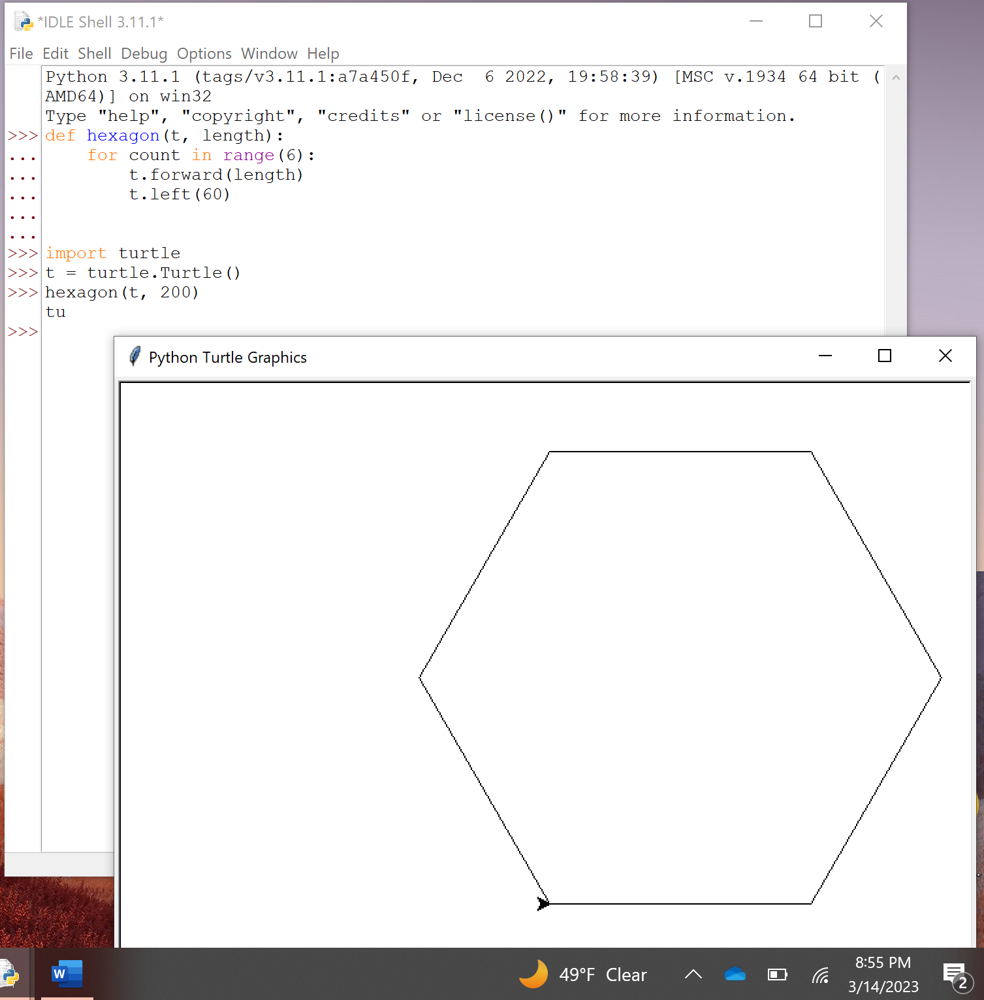 *IDLE Shell 3.11.1*
File Edit Shell Debug Options Window Help
Python 3.11.1 (tags/v3.11.1:a7a450f, Dec  6 2022, 19:58:39) [MSC v.1934 64 bit (
AMD64)] on win32
Type "help", "copyright", "credits" or "license()" for more information.
>>> def hexagon(t, length):
...     for count in range(6):
...         t.forward(length)
...         t.left(60)
...
...
>>> import turtle
>>> t = turtle.Turtle()
>>> hexagon(t, 200)
tu
>>>
Python Turtle Graphics
W
49°F Clear
8:55 PM
3/14/2023
2